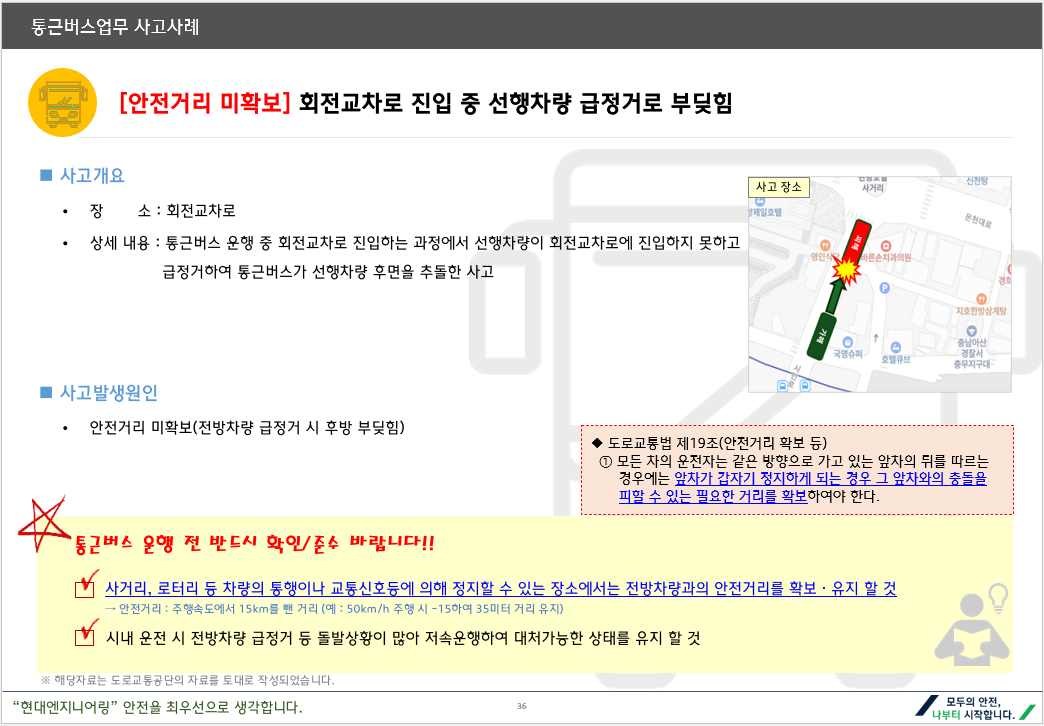 통근버스업무 사고사례
[안전거리 미확보] 회전교차로 진입 중 선행차량 급정거로 부딪힘
■ 사고개요
• 장 소 : 회전교차로
• 상세 내용 : 통근버스 운행 중 회전교차로 진입하는 과정에서 선행차량이 회전교차로에 진입하지 못하고
급정거하여 통근버스가 선행차량 후면을 추돌한 사고
사고 장소
사거리
신천탕
온천대로
피해
바른손치과의원
지호한방삼계탕
가해
국영슈퍼
호텔큐브
충남아산
경찰서
충무지구대
■ 사고발생원인
• 안전거리 미확보(전방차량 급정거 시 후방 부딪힘)
◆ 도로교통법 제19조(안전거리 확보 등)
① 모든 차의 운전자는 같은 방향으로 가고 있는 앞차의 뒤를 따르는
경우에는 앞차가 갑자기 정지하게 되는 경우 그 앞차와의 충돌을
피할 수 있는 필요한 거리를 확보하여야 한다.
통근버스 운행 전 반드시 확인/준수 바랍니다!!
사거리, 로터리 등 차량의 통행이나 교통신호등에 의해 정지할 수 있는 장소에서는 전방차량과의 안전거리를 확보 · 유지 할 것
→ 안전거리 : 주행속도에서 15km를 뺀 거리 (예 : 50km/h 주행 시 -15하여 35미터 거리 유지)
시내 운전 시 전방차량 급정거 등 돌발상황이 많아 저속운행하여 대처가능한 상태를 유지 할 것
※ 해당자료는 도로교통공단의 자료를 토대로 작성되었습니다.
“현대엔지니어링” 안전을 최우선으로 생각합니다.
36
모두의 안전,
나부터 시작합니다.